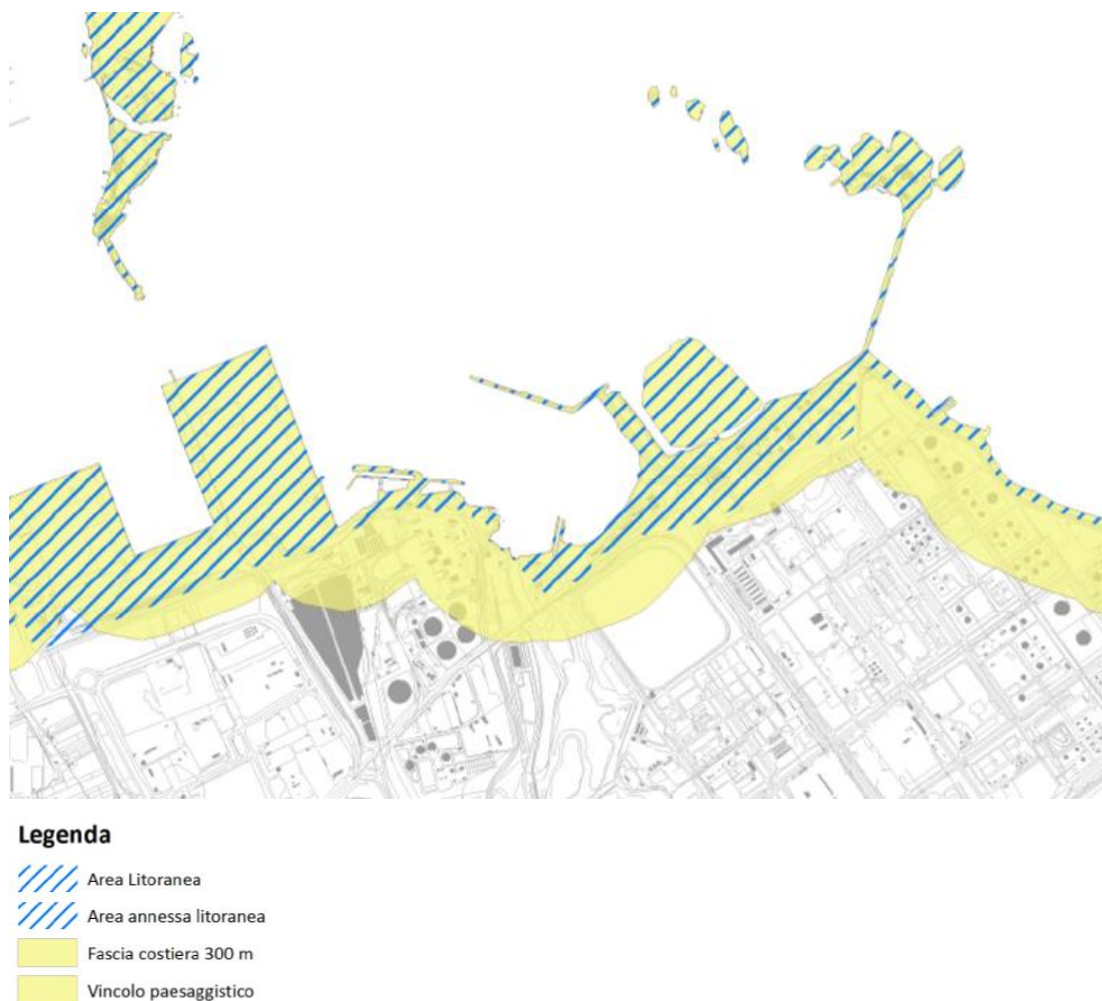 Legenda
Area Litoranea
Area annessa litoranea
Fascia costiera 300 m
Vincolo paesaggistico